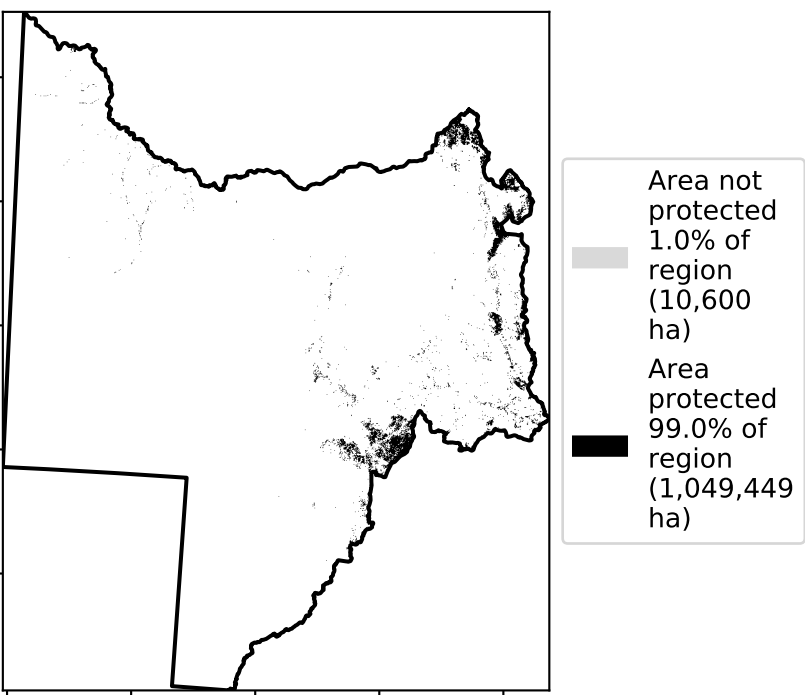 Area not
protected
1.0% of
region
(10,600
ha)
Area
protected
99.0% of
region
(1,049,449
ha)